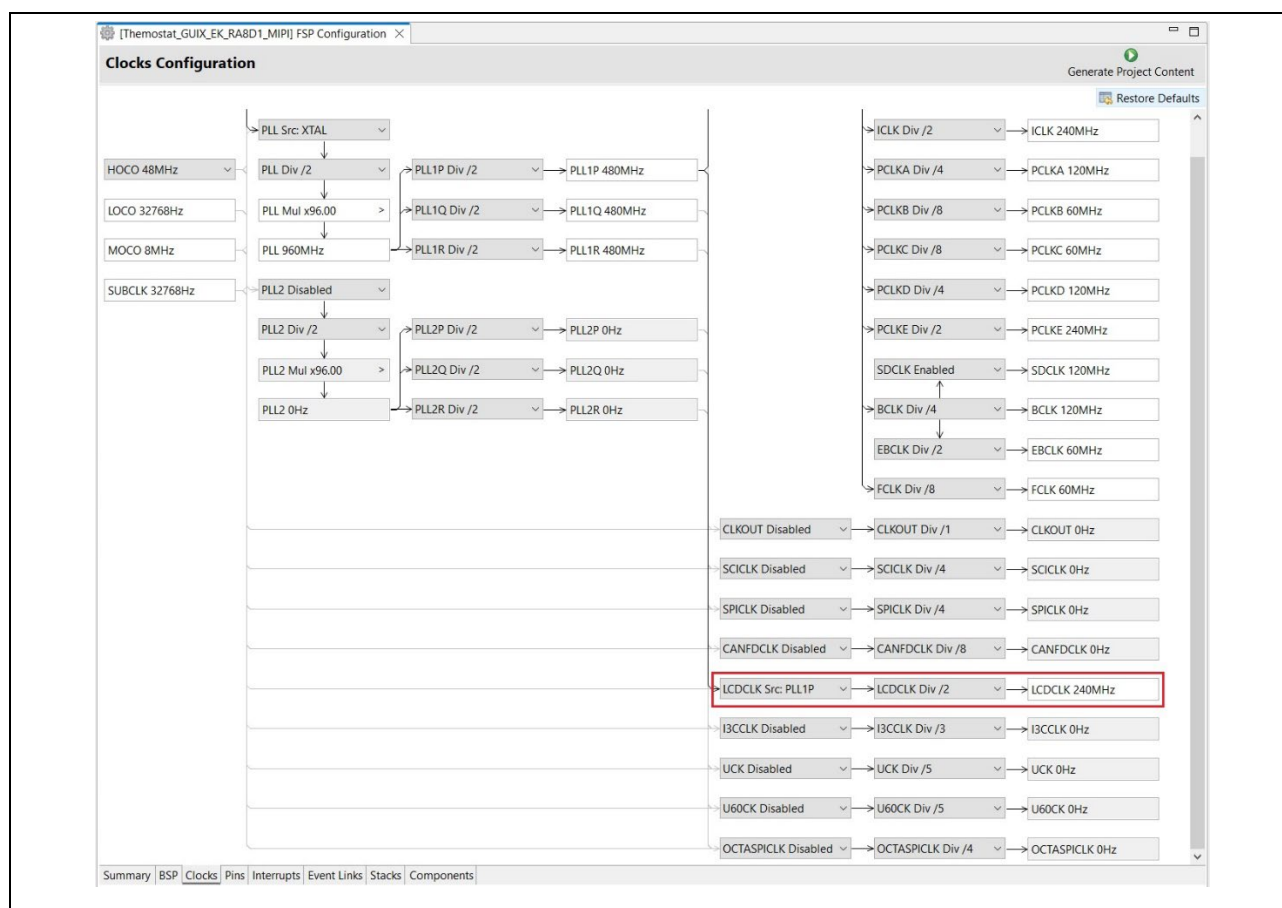 [Themostat_GUIX_EK_RA8D1_MIPI] FSP Configuration
Clocks Configuration
Generate Project Content
Restore Defaults
PLL Src: XTAL
ICLK Div /2
ICLK 240MHz
HOCO 48MHz
PLL Div /2
PLL1P Div /2
PLL1P 480MHz
PCLKA Div /4
PCLKA 120MHz
LOCO 32768Hz
PLL Mul x96.00 >
PLL1Q Div /2
PLL1Q 480MHz
PCLKB Div /8
PCLKB 60MHz
MOCO 8MHz
PLL 960MHz
PLL1R Div /2
PLL1R 480MHz
PCLKC Div /8
PCLKC 60MHz
SUBCLK 32768Hz
PLL2 Disabled
PCLKD Div /4
PCLKD 120MHz
PLL2 Div /2
PLL2P Div /2
PLL2P 0Hz
PCLKE Div /2
PCLKE 240MHz
PLL2 Mul x96.00 >
PLL2Q Div /2
PLL2Q 0Hz
SDCLK Enabled
SDCLK 120MHz
PLL2 0Hz
PLL2R Div /2
PLL2R 0Hz
BCLK Div /4
BCLK 120MHz
EBCLK Div /2
EBCLK 60MHz
FCLK Div /8
FCLK 60MHz
CLKOUT Disabled
CLKOUT Div /1
CLKOUT 0Hz
SCICLK Disabled
SCICLK Div /4
SCICLK 0Hz
SPICLK Disabled
SPICLK Div /4
SPICLK 0Hz
CANFDCLK Disabled
CANFDCLK Div /8
CANFDCLK 0Hz
LCDCLK Src: PLL1P
LCDCLK Div /2
LCDCLK 240MHz
I3CCLK Disabled
I3CCLK Div /3
I3CCLK 0Hz
UCK Disabled
UCK Div /5
UCK 0Hz
U60CK Disabled
U60CK Div /5
U60CK 0Hz
OCTASPICLK Disabled
OCTASPICLK Div /4
OCTASPICLK 0Hz
Summary BSP Clocks Pins Interrupts Event Links Stacks Components